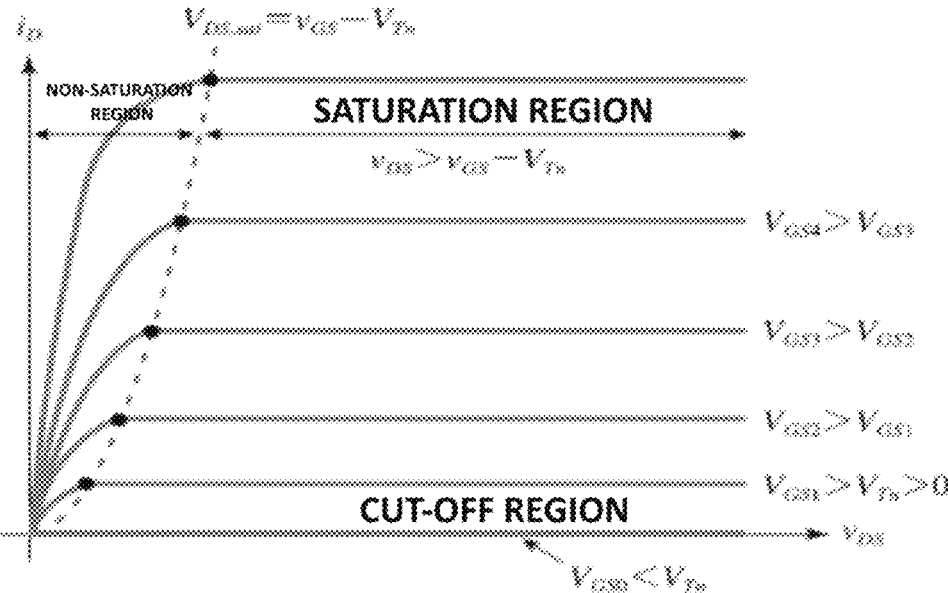 V_DS,sat = v_GS − V_Tn
i_D
NON-SATURATION
REGION
SATURATION REGION
v_DS > v_GS − V_Tn
V_GS4 > V_GS3
V_GS3 > V_GS2
V_GS2 > V_GS1
V_GS1 > V_Tn > 0
CUT-OFF REGION
v_DS
V_GS0 < V_Tn